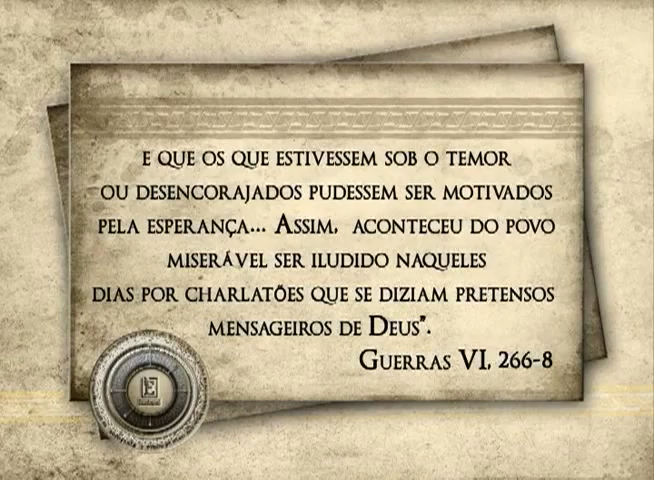 E QUE OS QUE ESTIVESSEM SOB O TEMOR
OU DESENCORAJADOS PUDESSEM SER MOTIVADOS
PELA ESPERANÇA... ASSIM, ACONTECEU DO POVO
MISERÁVEL SER ILUDIDO NAQUELES
DIAS POR CHARLATÕES QUE SE DIZIAM PRETENSOS
MENSAGEIROS DE DEUS".
GUERRAS VI, 266-8